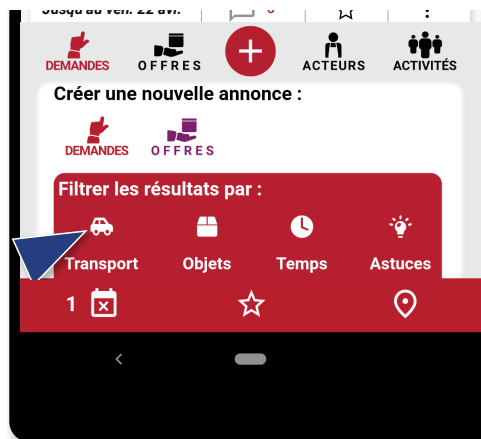 Jusqu'au ven. 22 avr.
DEMANDES OFFRES + ACTEURS ACTIVITÉS
Créer une nouvelle annonce :
DEMANDES OFFRES
Filtrer les résultats par :
Transport Objets Temps Astuces
1